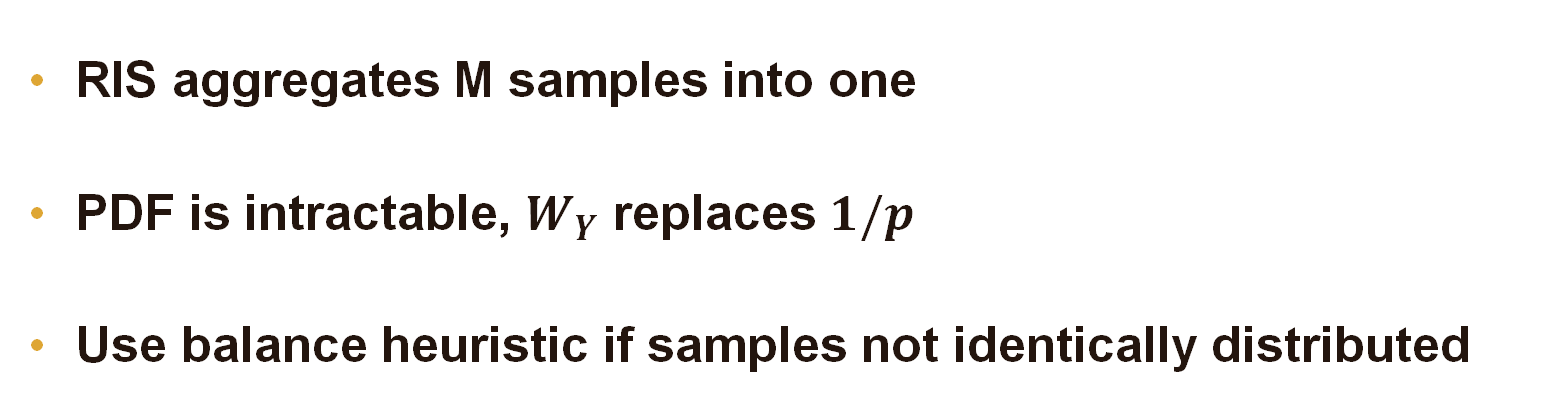 • RIS aggregates M samples into one
• PDF is intractable, W_Y replaces 1/p
• Use balance heuristic if samples not identically distributed